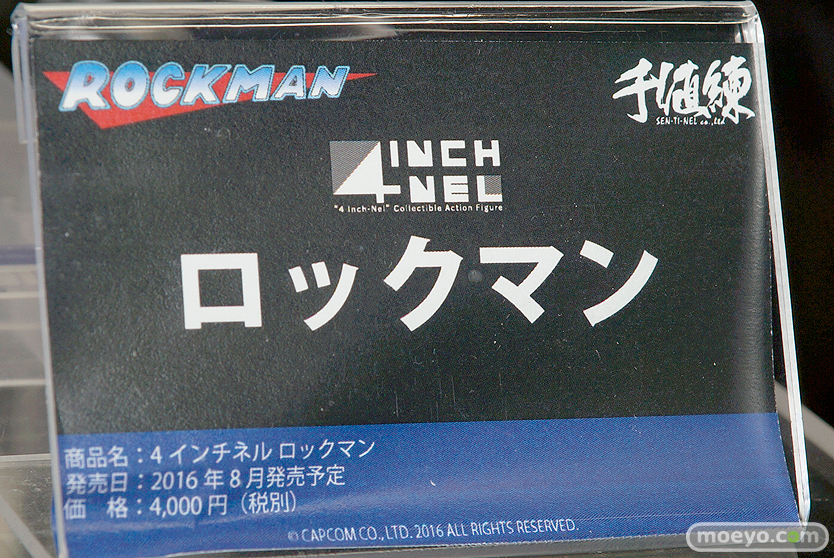 ROCKMAN
千値練
SEN-TI-NEL co.,ltd
4 INCH
-NEL
"4 Inch-Nel" Collectible Action Figure
ロックマン
商品名：4 インチネル ロックマン
発売日：2016 年 8 月発売予定
価　格：4,000 円（税別）
© CAPCOM CO., LTD. 2016 ALL RIGHTS RESERVED.
moeyo.com